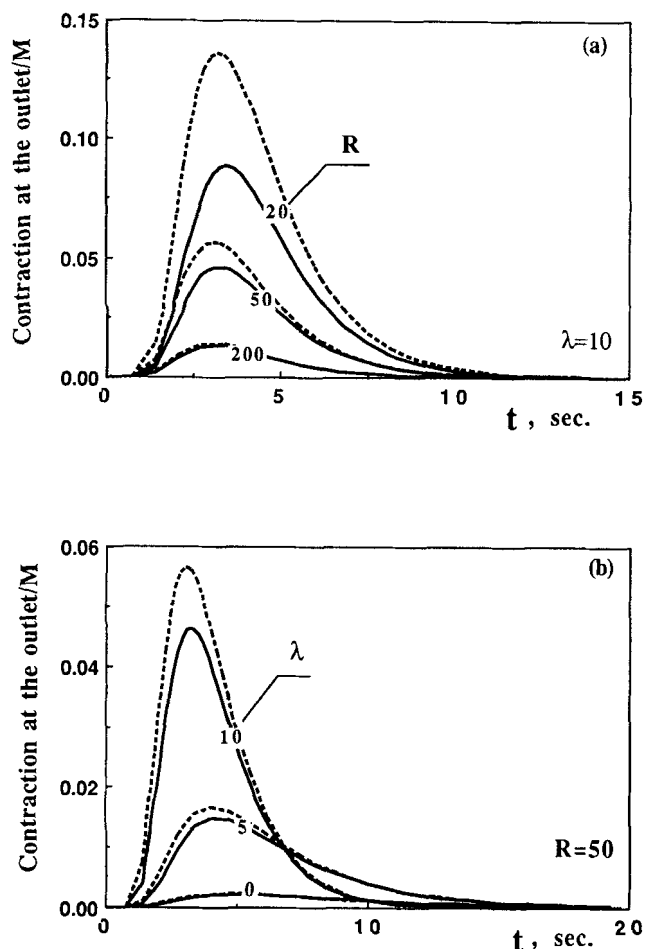 0.15
(a)
Contraction at the outlet/M
R
0.10
20
0.05
50
λ=10
200
0.00
0
5
10
15
t , sec.
0.06
(b)
Contraction at the outlet/M
λ
0.04
10
0.02
5
R=50
0
0.00
0
5
10
20
t , sec.